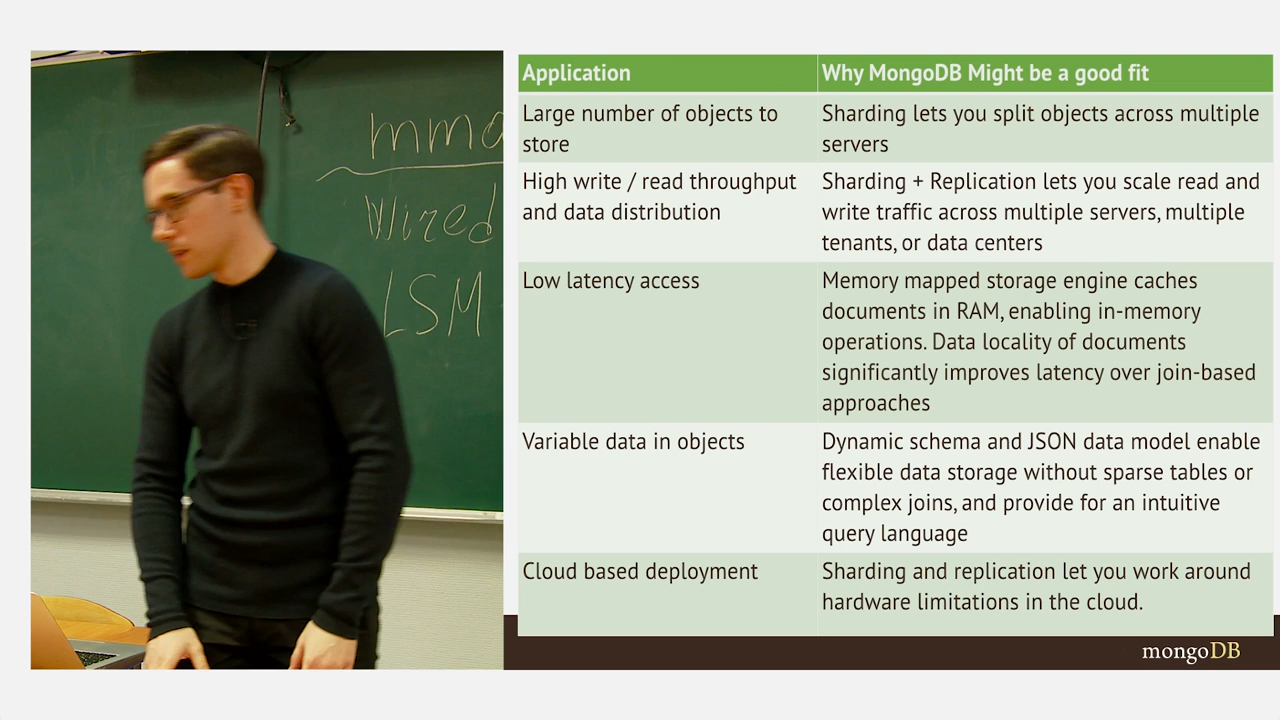 mmа
Wired
LSM
Application
Why MongoDB Might be a good fit
Large number of objects to
store
Sharding lets you split objects across multiple
servers
High write / read throughput
and data distribution
Sharding + Replication lets you scale read and
write traffic across multiple servers, multiple
tenants, or data centers
Low latency access
Memory mapped storage engine caches
documents in RAM, enabling in-memory
operations. Data locality of documents
significantly improves latency over join-based
approaches
Variable data in objects
Dynamic schema and JSON data model enable
flexible data storage without sparse tables or
complex joins, and provide for an intuitive
query language
Cloud based deployment
Sharding and replication let you work around
hardware limitations in the cloud.
mongoDB